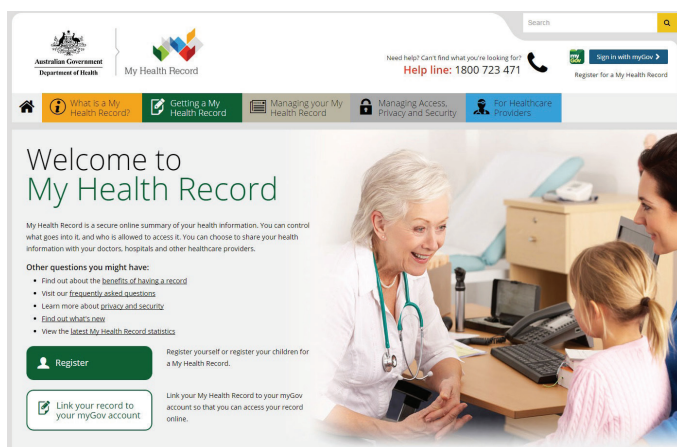 Search
Australian Government
Department of Health
My Health Record
Need help? Can't find what you're looking for?
Help line: 1800 723 471
my
Gov
Sign in with myGov
Register for a My Health Record
What is a My
Health Record?
Getting a My
Health Record
Managing your My
Health Record
Managing Access,
Privacy and Security
For Healthcare
Providers
Welcome to
My Health Record
My Health Record is a secure online summary of your health information. You can control
what goes into it, and who is allowed to access it. You can choose to share your health
information with your doctors, hospitals and other healthcare providers.
Other questions you might have:
Find out about the benefits of having a record
Visit our frequently asked questions
Learn more about privacy and security
Find out what's new
View the latest My Health Record statistics
Register
Register yourself or register your children for
a My Health Record.
Link your record to
your myGov account
Link your My Health Record to your myGov
account so that you can access your record
online.